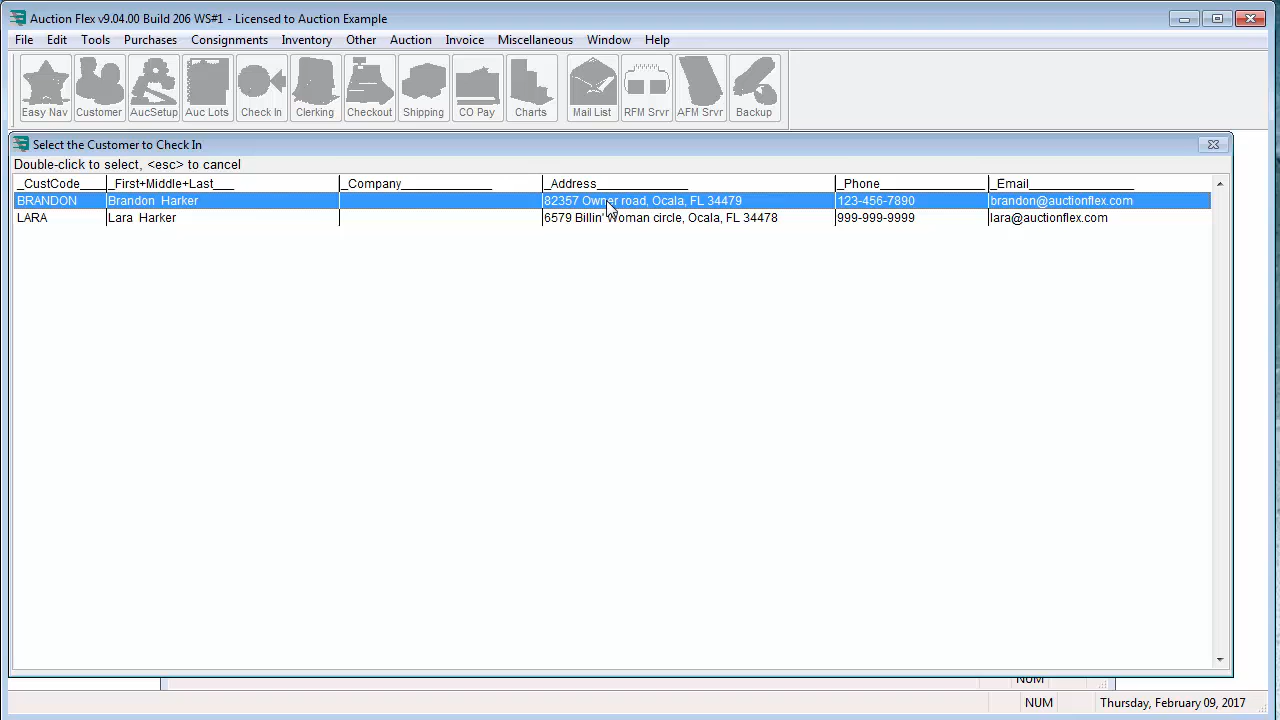 Auction Flex v9.04.00 Build 206 WS#1 - Licensed to Auction Example
File Edit Tools Purchases Consignments Inventory Other Auction Invoice Miscellaneous Window Help
Easy Nav Customer AucSetup Auc Lots Check In Clerking Checkout Shipping CO Pay Charts Mail List RFM Srvr AFM Srvr Backup
Select the Customer to Check In
Double-click to select, <esc> to cancel
_CustCode____ _First+Middle+Last___ _Company_____________ _Address_____________ _Phone_______________ _Email_______________
BRANDON Brandon Harker 82357 Owner road, Ocala, FL 34479 123-456-7890 brandon@auctionflex.com
LARA Lara Harker 6579 Billin' Woman circle, Ocala, FL 34478 999-999-9999 lara@auctionflex.com
NUM
NUM Thursday, February 09, 2017